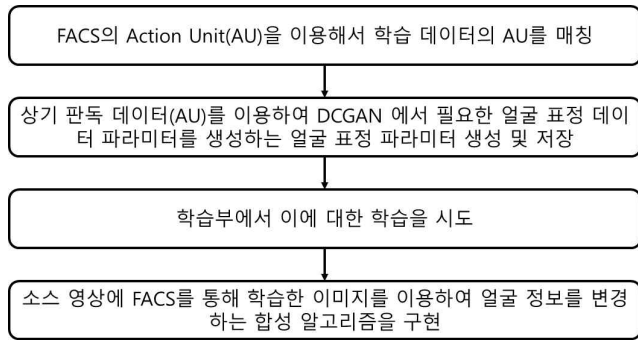 FACS의 Action Unit(AU)을 이용해서 학습 데이터의 AU를 매칭
상기 판독 데이터(AU)를 이용하여 DCGAN 에서 필요한 얼굴 표정 데이
터 파라미터를 생성하는 얼굴 표정 파라미터 생성 및 저장
학습부에서 이에 대한 학습을 시도
소스 영상에 FACS를 통해 학습한 이미지를 이용하여 얼굴 정보를 변경
하는 합성 알고리즘을 구현